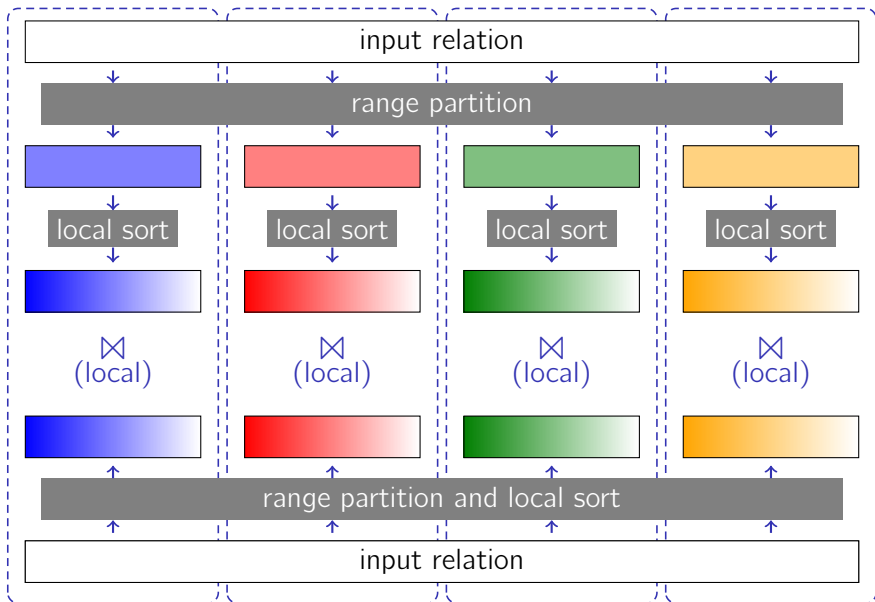 input relation
range partition
local sort local sort local sort local sort
⋈ ⋈ ⋈ ⋈
(local) (local) (local) (local)
range partition and local sort
input relation